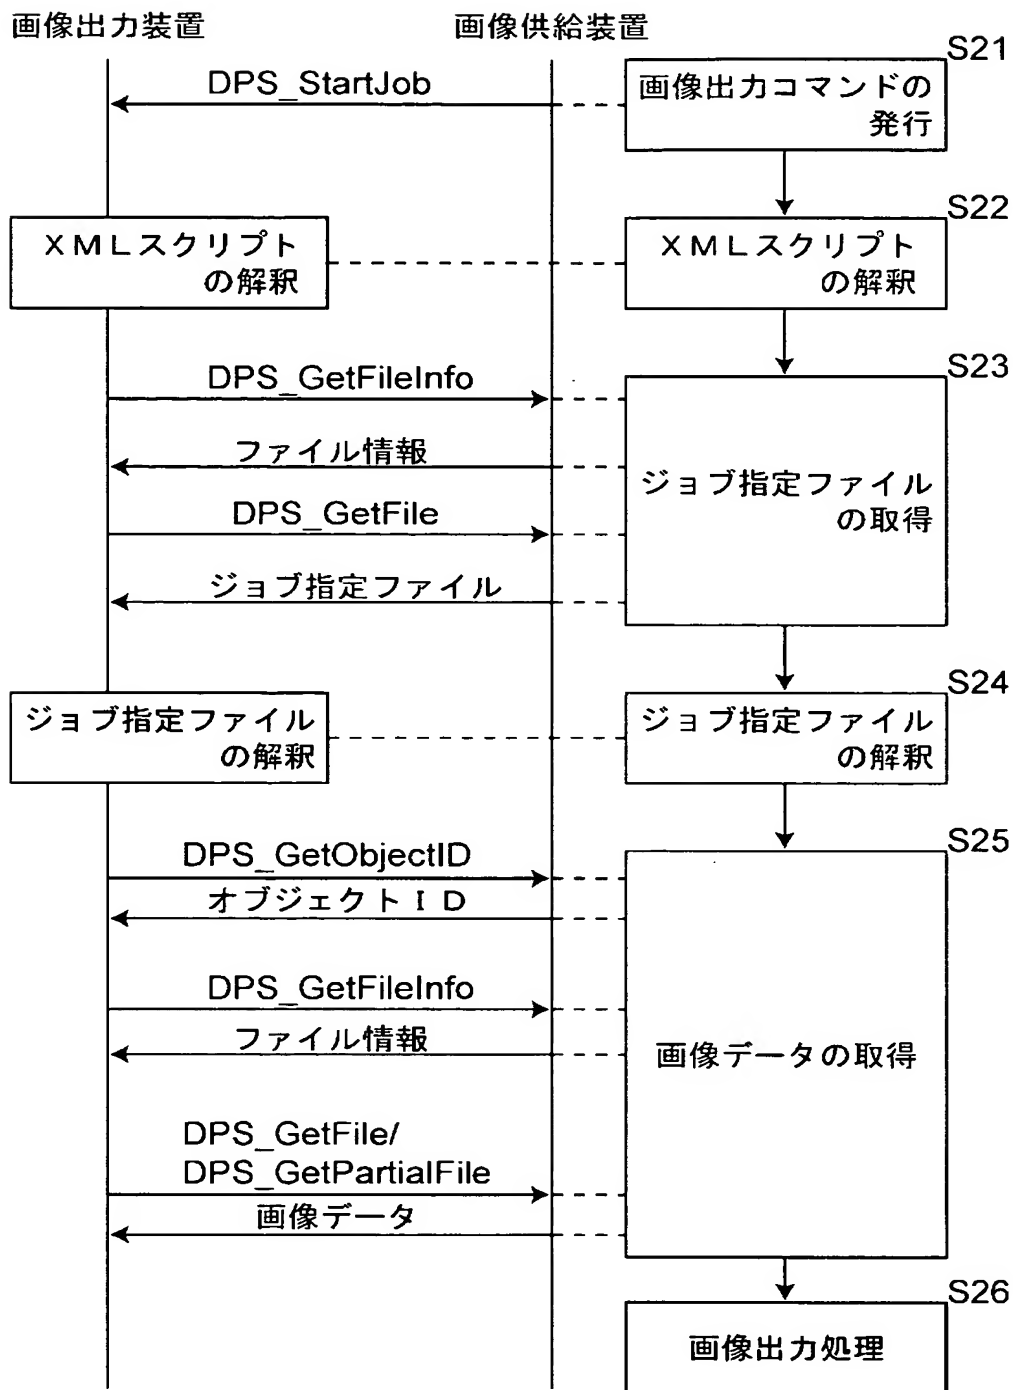 画像出力装置
画像供給装置
S21
DPS_StartJob
画像出力コマンドの
発行
S22
XMLスクリプト
の解釈
XMLスクリプト
の解釈
S23
DPS_GetFileInfo
ファイル情報
DPS_GetFile
ジョブ指定ファイル
ジョブ指定ファイル
の取得
S24
ジョブ指定ファイル
の解釈
ジョブ指定ファイル
の解釈
S25
DPS_GetObjectID
オブジェクトID
DPS_GetFileInfo
ファイル情報
画像データの取得
DPS_GetFile/
DPS_GetPartialFile
画像データ
S26
画像出力処理